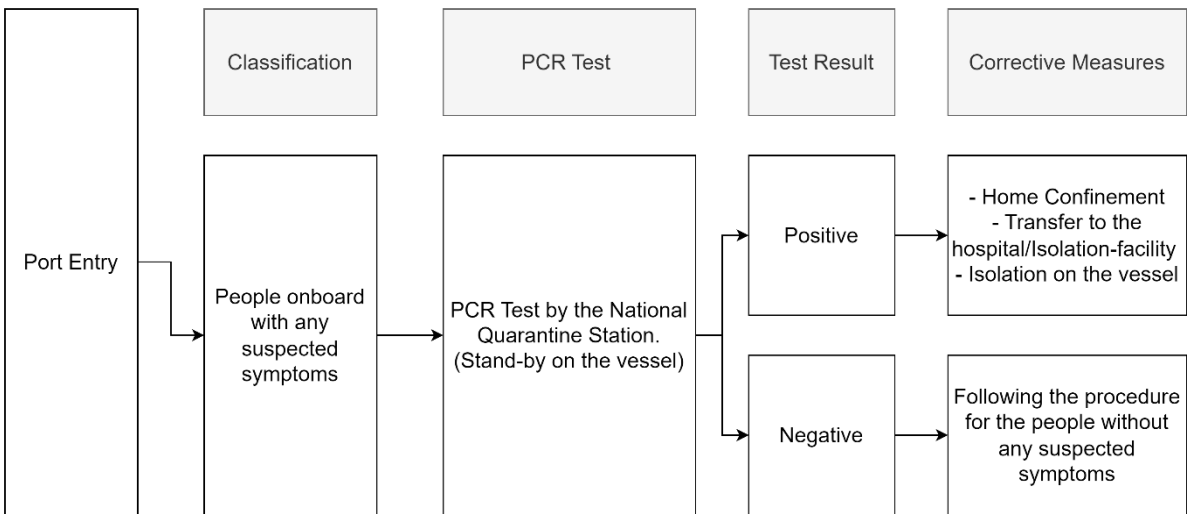 Classification
PCR Test
Test Result
Corrective Measures
Port Entry
People onboard
with any
suspected
symptoms
PCR Test by the National
Quarantine Station.
(Stand-by on the vessel)
Positive
- Home Confinement
- Transfer to the
hospital/Isolation-facility
- Isolation on the vessel
Negative
Following the procedure
for the people without
any suspected
symptoms